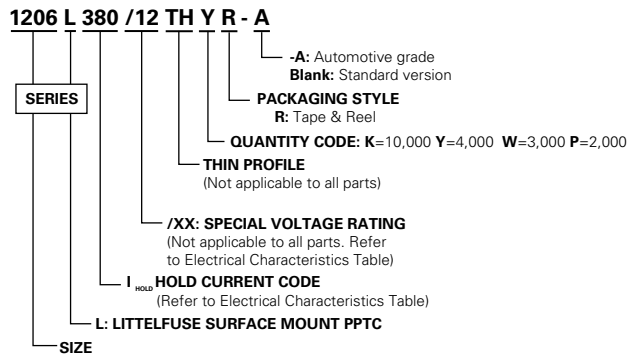 1206 L 380 /12 TH Y R - A
-A: Automotive grade
Blank: Standard version
SERIES
PACKAGING STYLE
R: Tape & Reel
QUANTITY CODE: K=10,000 Y=4,000 W=3,000 P=2,000
THIN PROFILE
(Not applicable to all parts)
/XX: SPECIAL VOLTAGE RATING
(Not applicable to all parts. Refer
to Electrical Characteristics Table)
I HOLD HOLD CURRENT CODE
(Refer to Electrical Characteristics Table)
L: LITTELFUSE SURFACE MOUNT PPTC
SIZE